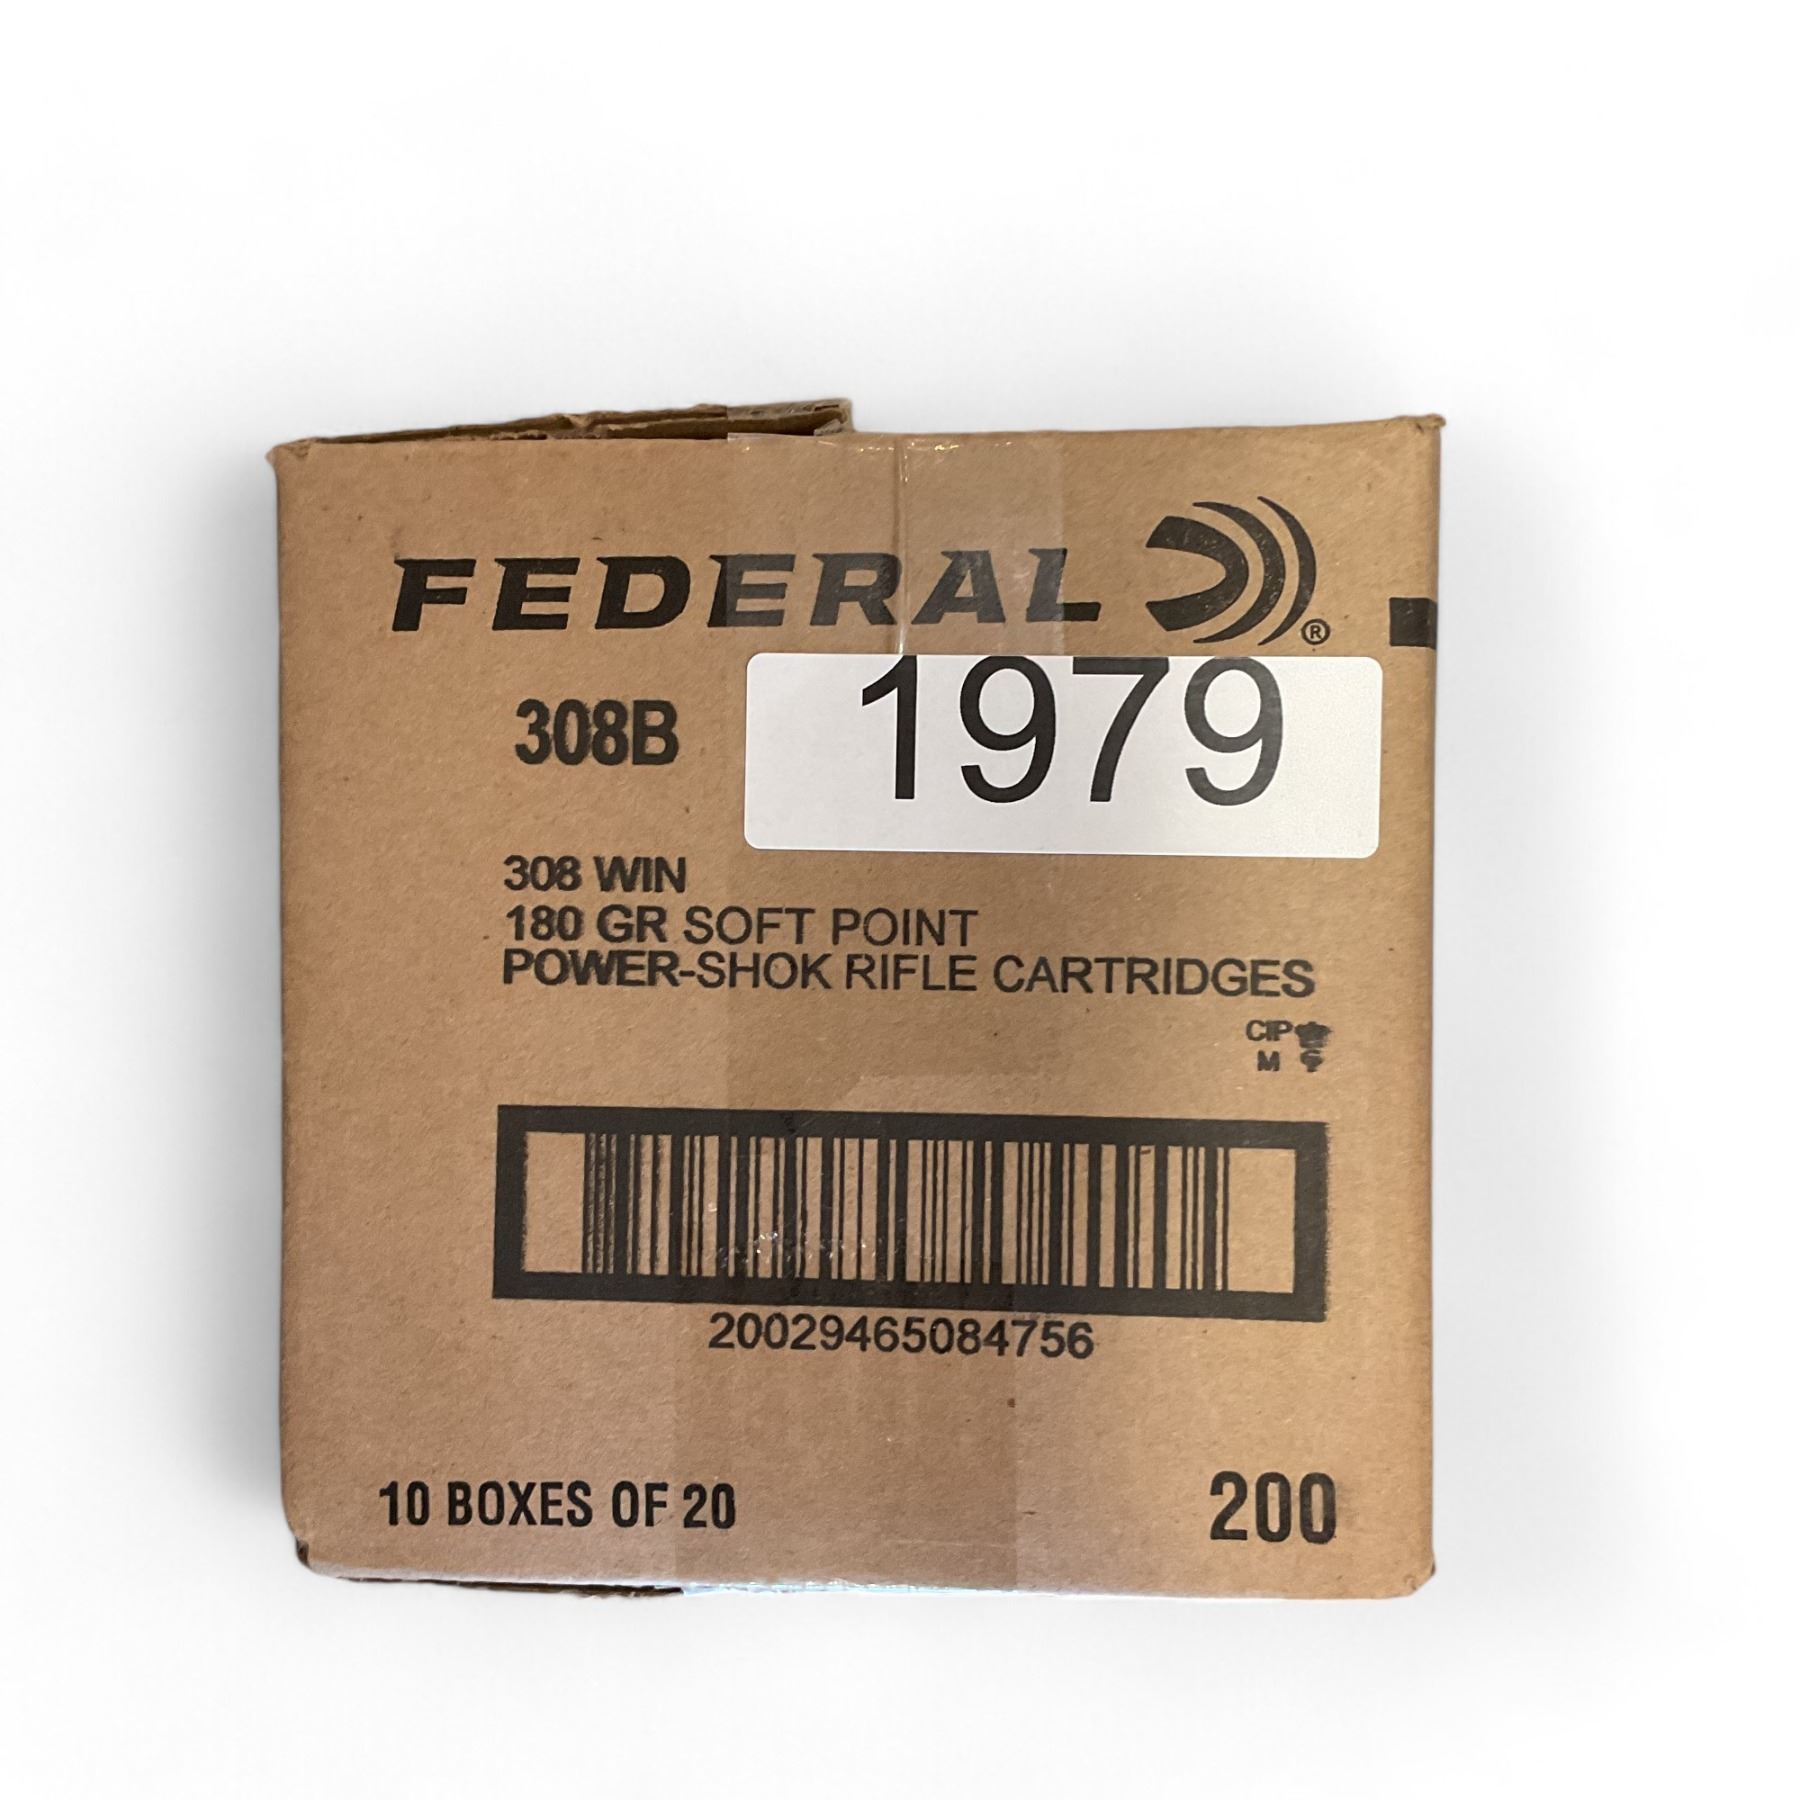 FEDERAL ®
308B
1979
308 WIN
180 GR SOFT POINT
POWER-SHOK RIFLE CARTRIDGES
CIP
M
20029465084756
10 BOXES OF 20
200